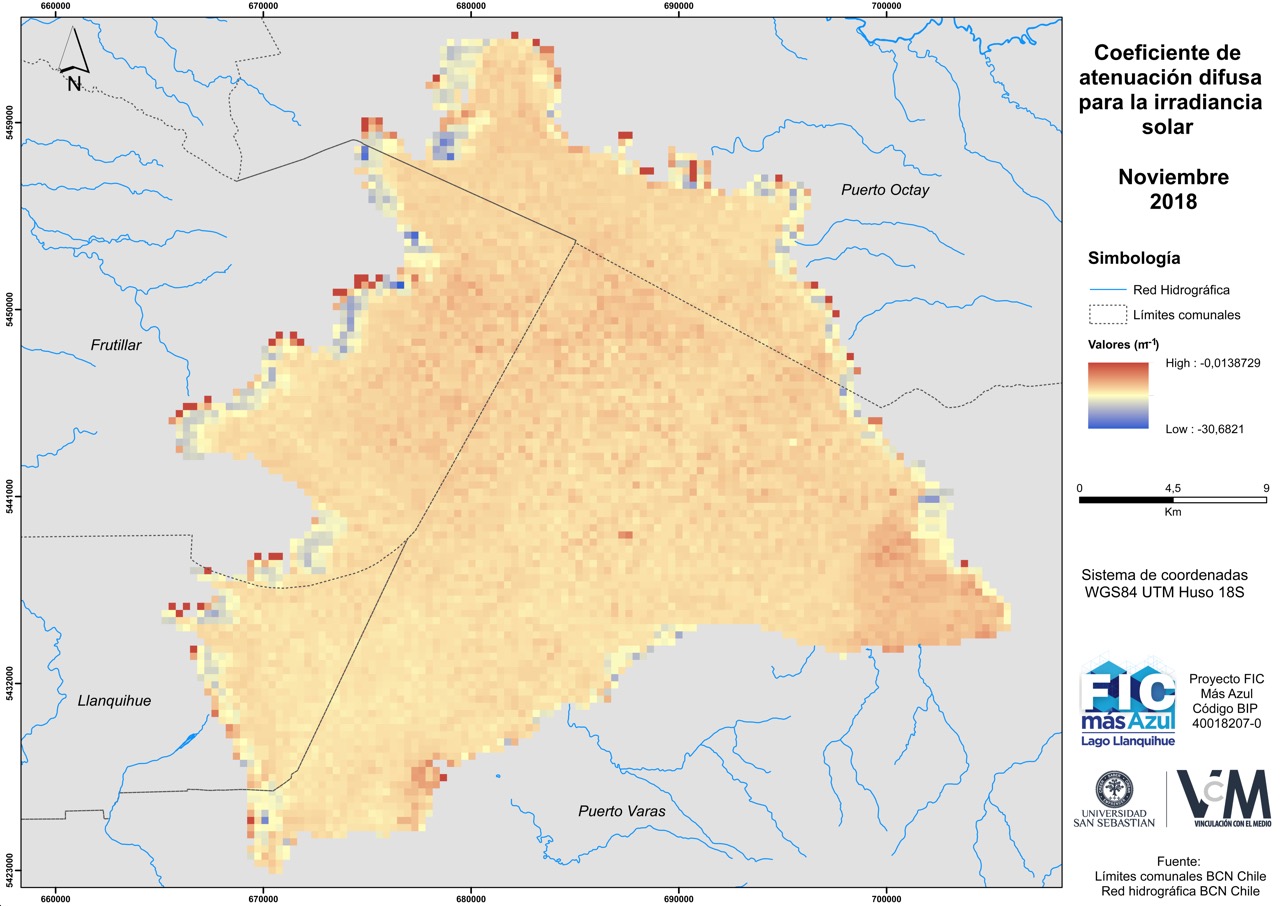 660000
670000
680000
690000
700000
5459000
5450000
5441000
5432000
5423000
N
Puerto Octay
Frutillar
Llanquihue
Puerto Varas
660000
670000
680000
690000
700000
Coeficiente de
atenuación difusa
para la irradiancia
solar
Noviembre
2018
Simbología
Red Hidrográfica
Límites comunales
Valores (m⁻¹)
High : -0,0138729
Low : -30,6821
0 4,5 9
Km
Sistema de coordenadas
WGS84 UTM Huso 18S
FIC
más Azul
Lago Llanquihue
Proyecto FIC
Más Azul
Código BIP
40018207-0
UNIVERSIDAD
SAN SEBASTIAN
VcM
VINCULACIÓN CON EL MEDIO
Fuente:
Límites comunales BCN Chile
Red hidrográfica BCN Chile